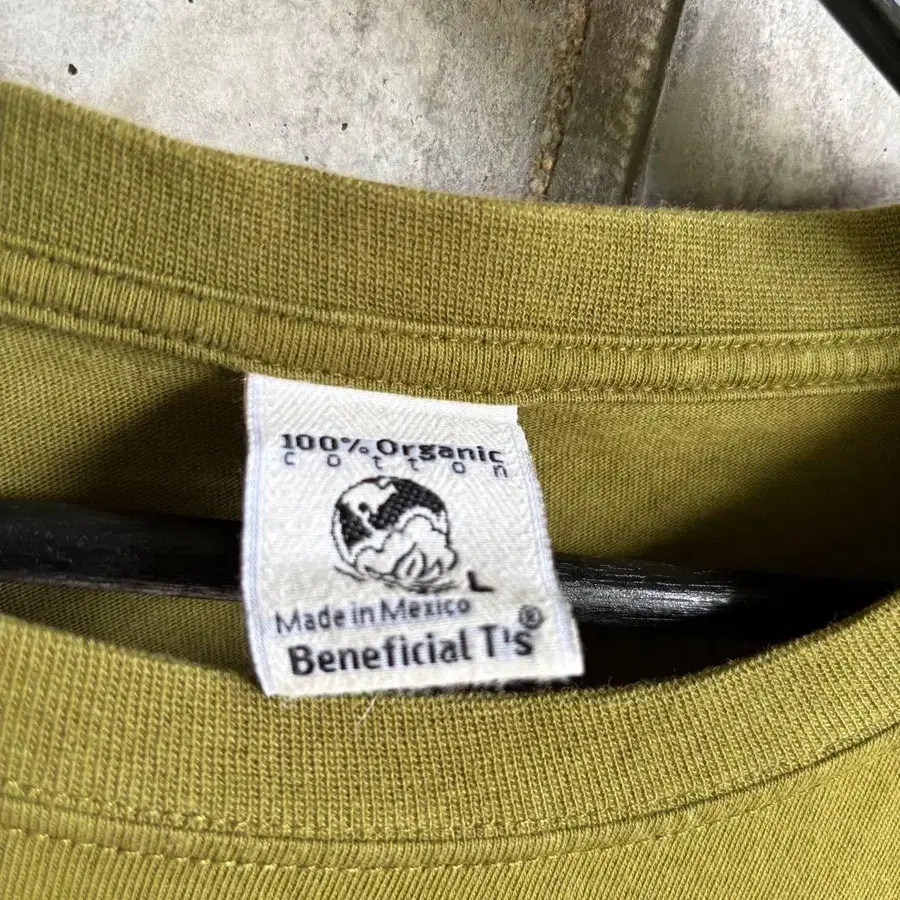 100% Organic
cotton
L
Made in Mexico
Beneficial T's®